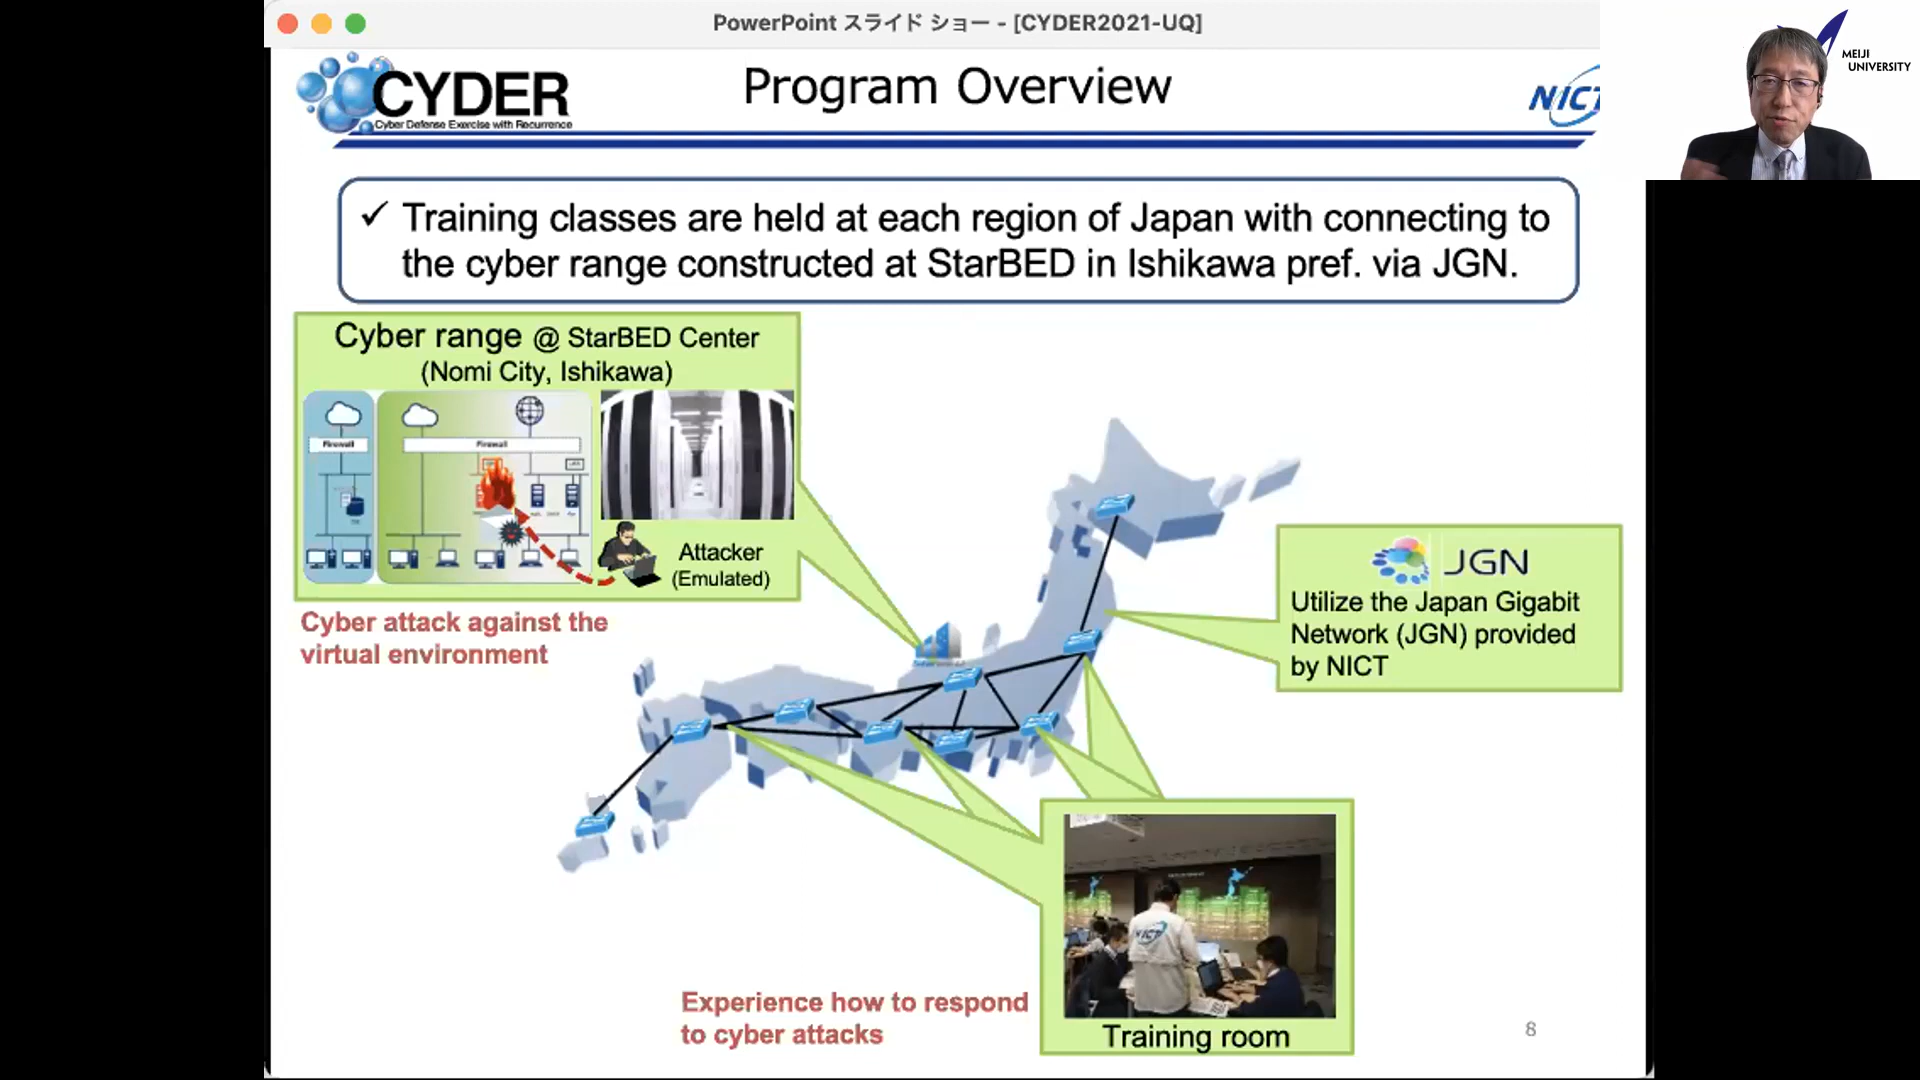 PowerPoint スライド ショー - [CYDER2021-UQ]
MEIJI
UNIVERSITY
CYDER
Cyber Defense Exercise with Recurrence
Program Overview
NICT
✓ Training classes are held at each region of Japan with connecting to
the cyber range constructed at StarBED in Ishikawa pref. via JGN.
Cyber range @ StarBED Center
(Nomi City, Ishikawa)
Firewall
Firewall
Attacker
(Emulated)
Cyber attack against the
virtual environment
JGN
Utilize the Japan Gigabit
Network (JGN) provided
by NICT
NICT
Training room
Experience how to respond
to cyber attacks
8